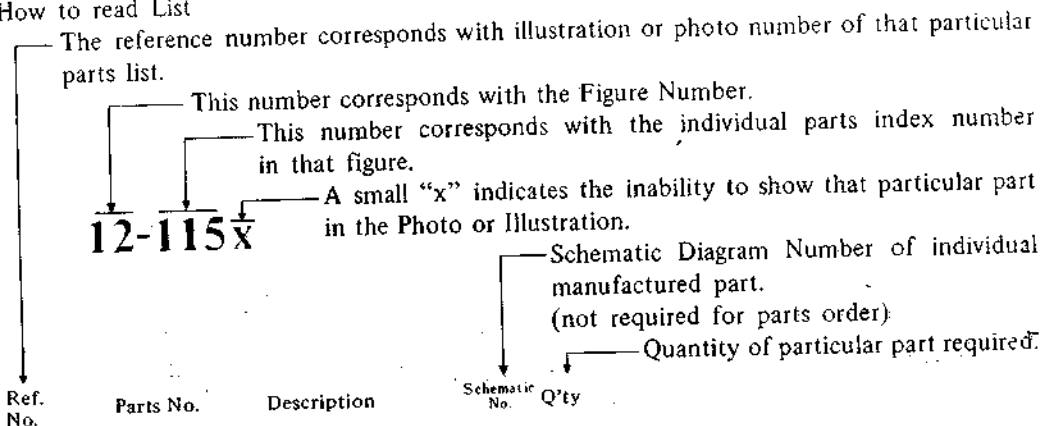 How to read List
The reference number corresponds with illustration or photo number of that particular
parts list.
This number corresponds with the Figure Number.
This number corresponds with the individual parts index number
in that figure.
A small “x” indicates the inability to show that particular part
in the Photo or Illustration.
12-115x
Schematic Diagram Number of individual
manufactured part.
(not required for parts order)
Quantity of particular part required.
Ref.
No.
Parts No.
Description
Schematic
No.
Q'ty